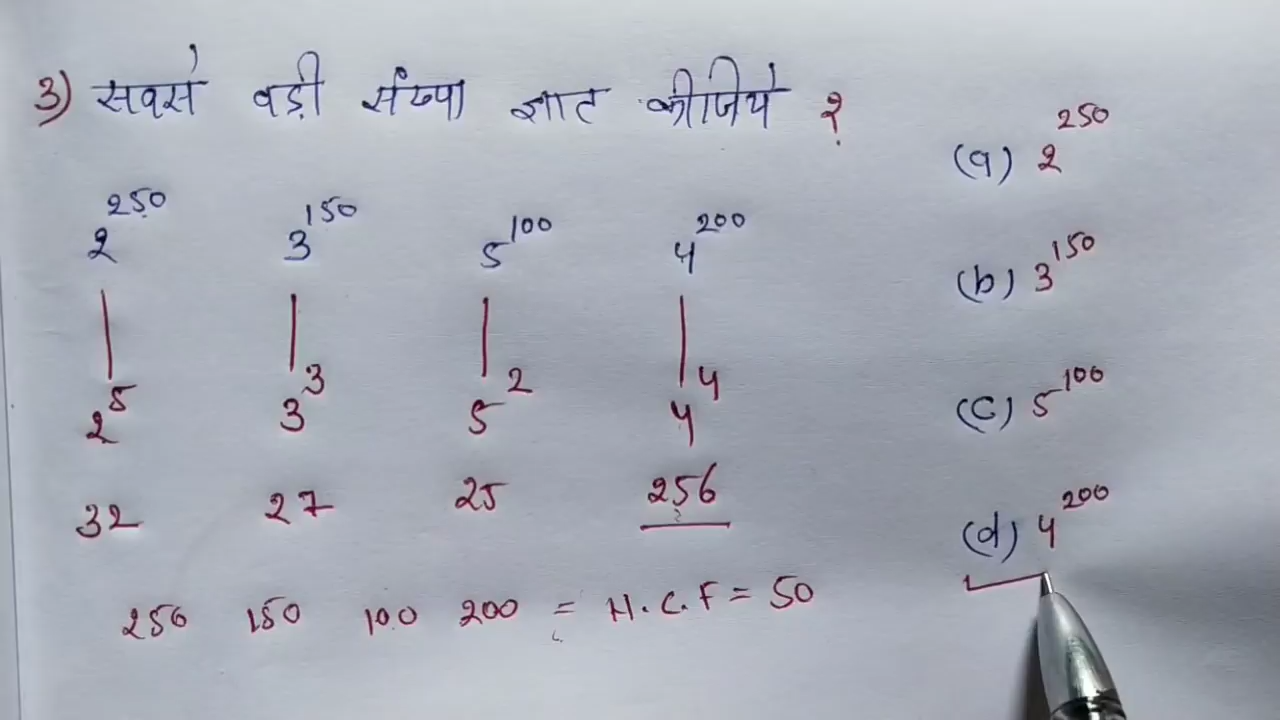 3) सबसे बड़ी संख्या ज्ञात कीजिये ?
2^250 3^150 5^100 4^200
2^5 3^3 5^2 4^4
32 27 25 256
250 150 100 200 = H.C.F = 50
(a) 2^250
(b) 3^150
(c) 5^100
(d) 4^200